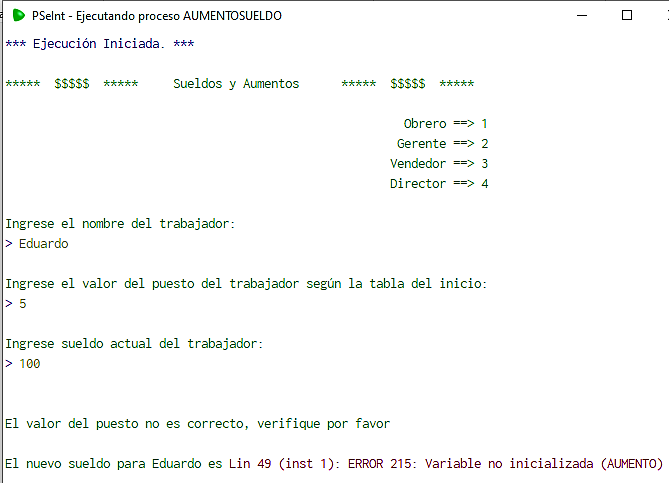 PSeInt - Ejecutando proceso AUMENTOSUELDO
*** Ejecución Iniciada. ***
***** $$$$$ ***** Sueldos y Aumentos ***** $$$$$ *****
Obrero ==> 1
Gerente ==> 2
Vendedor ==> 3
Director ==> 4
Ingrese el nombre del trabajador:
> Eduardo
Ingrese el valor del puesto del trabajador según la tabla del inicio:
> 5
Ingrese sueldo actual del trabajador:
> 100
El valor del puesto no es correcto, verifique por favor
El nuevo sueldo para Eduardo es Lin 49 (inst 1): ERROR 215: Variable no inicializada (AUMENTO)